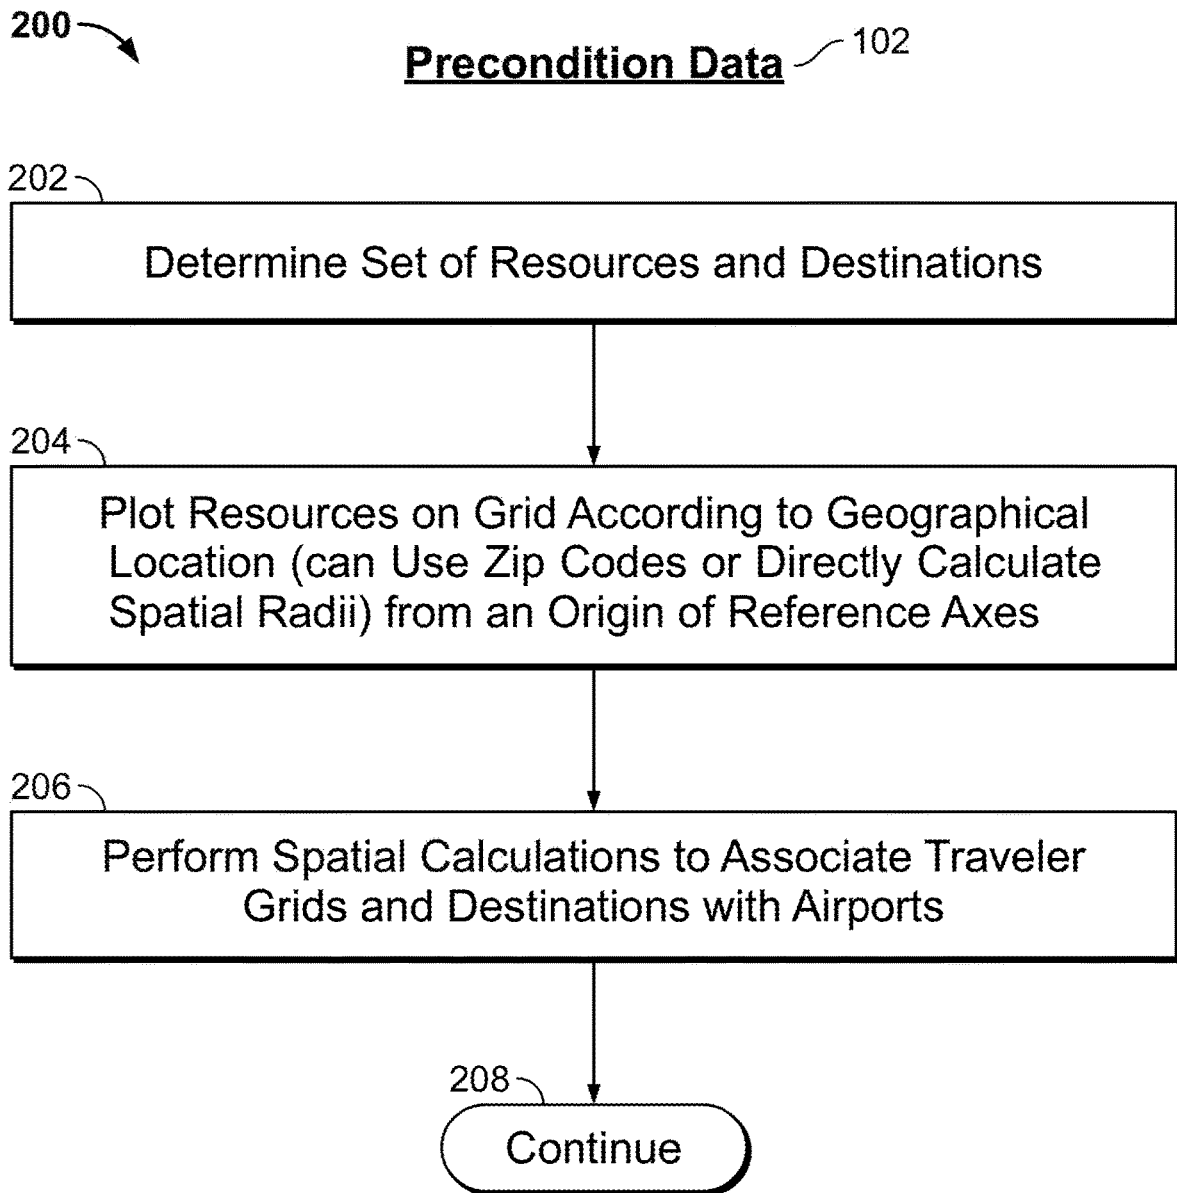 200
Precondition Data 102
202
Determine Set of Resources and Destinations
204
Plot Resources on Grid According to Geographical
Location (can Use Zip Codes or Directly Calculate
Spatial Radii) from an Origin of Reference Axes
206
Perform Spatial Calculations to Associate Traveler
Grids and Destinations with Airports
208
Continue